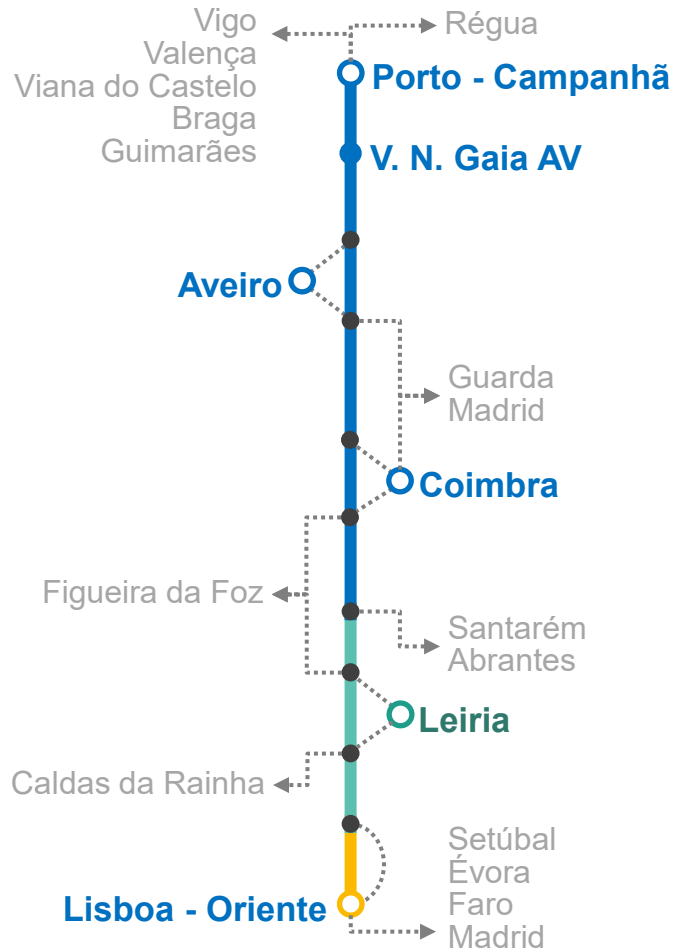 Vigo
Valença
Viana do Castelo
Braga
Guimarães
Régua
Porto - Campanhã
V. N. Gaia AV
Aveiro
Guarda
Madrid
Coimbra
Figueira da Foz
Santarém
Abrantes
Leiria
Caldas da Rainha
Setúbal
Évora
Faro
Madrid
Lisboa - Oriente